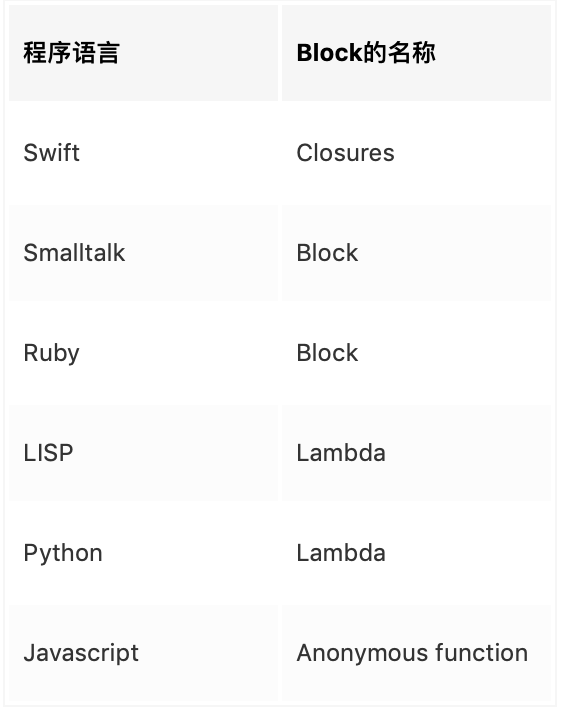 程序语言 Block的名称
Swift Closures
Smalltalk Block
Ruby Block
LISP Lambda
Python Lambda
Javascript Anonymous function